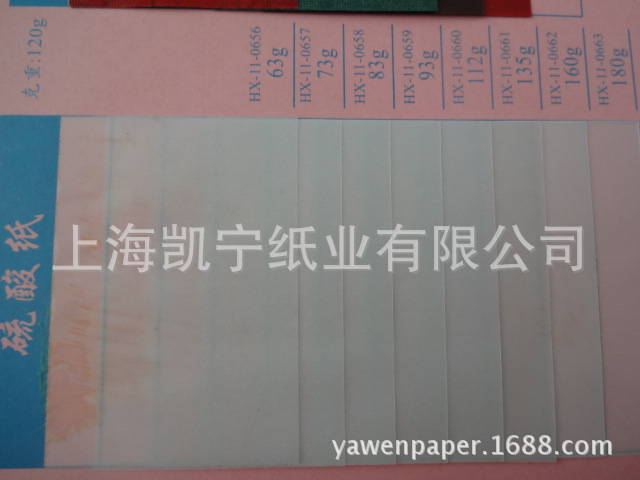 克重:120g
HX-11-0656
63g
HX-11-0657
73g
HX-11-0658
83g
HX-11-0659
93g
HX-11-0660
112g
HX-11-0661
135g
HX-11-0662
160g
HX-11-0663
180g
硫酸纸
上海凯宁纸业有限公司
yawenpaper.1688.com